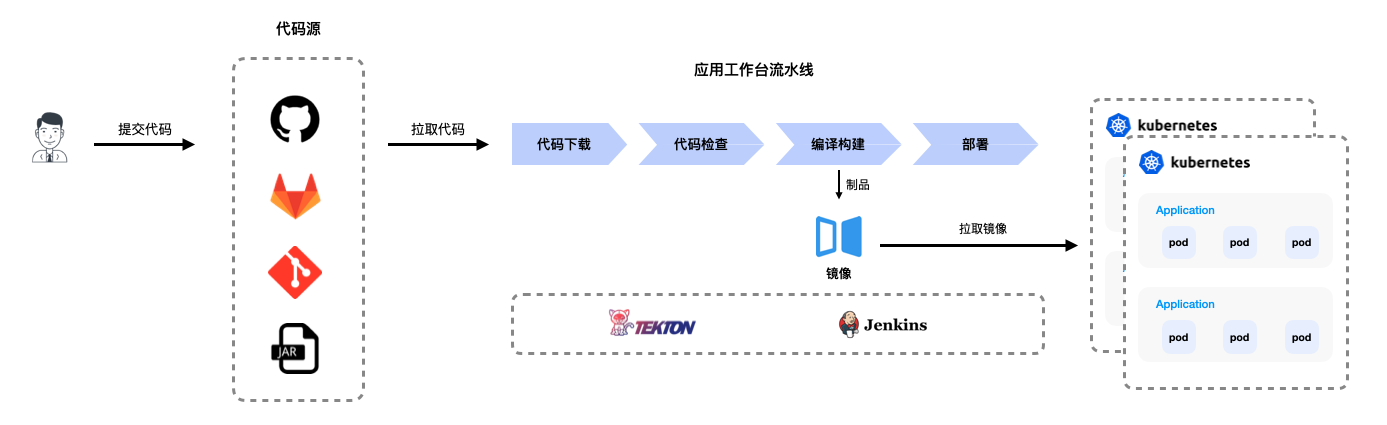 代码源
应用工作台流水线
提交代码
拉取代码
代码下载
代码检查
编译构建
部署
制品
镜像
拉取镜像
JAR
TEKTON
Jenkins
kubernetes
kubernetes
Application
pod pod pod
Application
pod pod pod